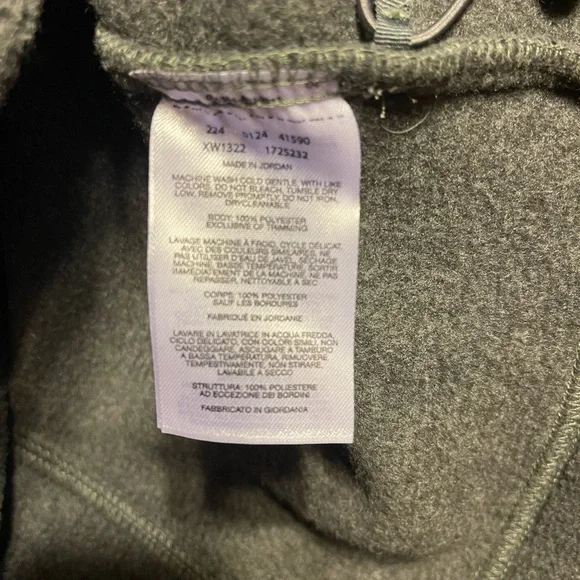 224 0124 41590
XW1322 1725232
MADE IN JORDAN
MACHINE WASH COLD GENTLE, WITH LIKE
COLORS, DO NOT BLEACH, TUMBLE DRY
LOW, REMOVE PROMPTLY, DO NOT IRON,
DRYCLEANABLE
BODY: 100% POLYESTER
EXCLUSIVE OF TRIMMING
LAVAGE MACHINE À FROID, CYCLE DÉLICAT,
AVEC DES COULEURS SIMILAIRES, NE
PAS UTILISER D'EAU DE JAVEL, SÉCHAGE
MACHINE, BASSE TEMPÉRATURE, SORTIR
IMMÉDIATEMENT DE LA MACHINE, NE PAS
REPASSER, NETTOYAGE À SEC
CORPS: 100% POLYESTER
SAUF LES BORDURES
FABRIQUÉ EN JORDANIE
LAVARE IN LAVATRICE IN ACQUA FREDDA,
CICLO DELICATO, CON COLORI SIMILI, NON
CANDEGGIARE, ASCIUGARE A TAMBURO
A BASSA TEMPERATURA, RIMUOVERE
TEMPESTIVAMENTE, NON STIRARE,
LAVABILE A SECCO
STRUTTURA: 100% POLIESTERE
AD ECCEZIONE DEI BORDINI
FABBRICATO IN GIORDANIA